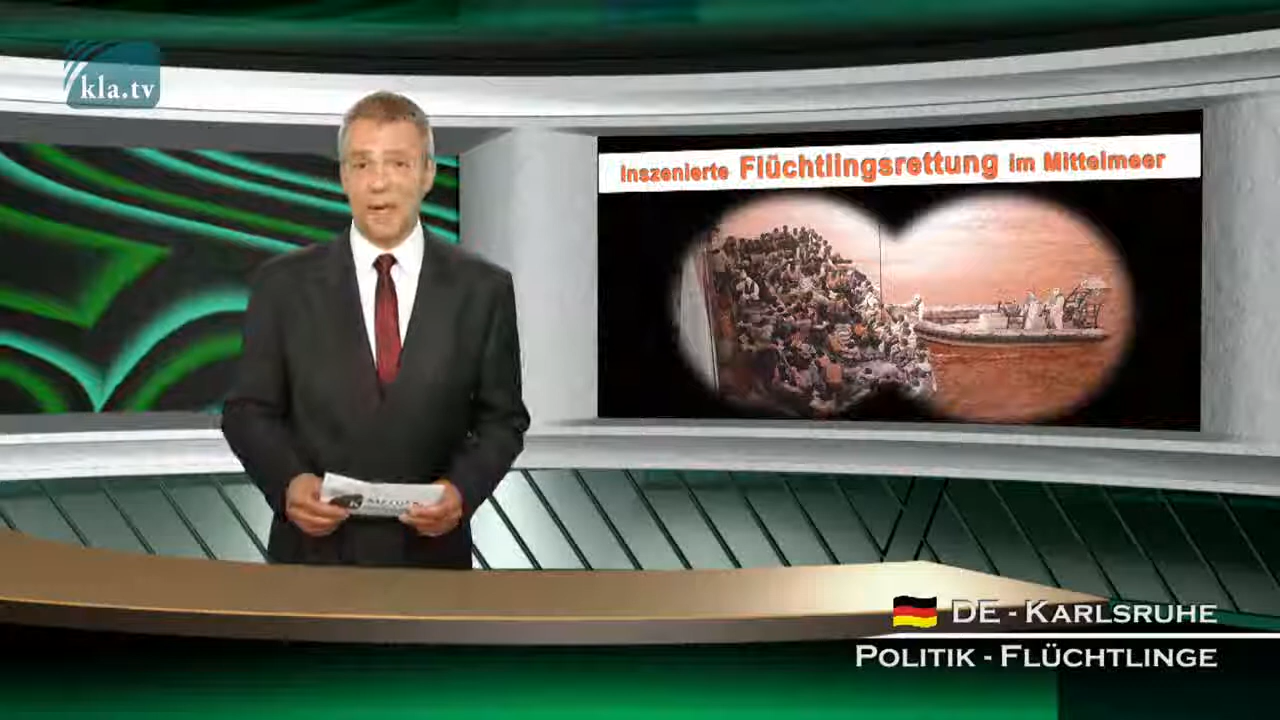 kla.tv
Inszenierte Flüchtlingsrettung im Mittelmeer
DE - KARLSRUHE
POLITIK - FLÜCHTLINGE